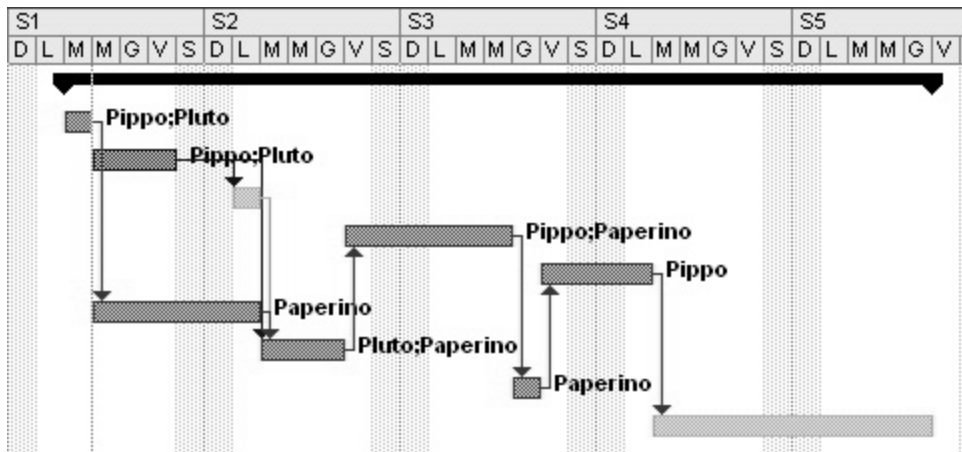 S1 S2 S3 S4 S5
D L M M G V S D L M M G V S D L M M G V S D L M M G V S D L M M G V
Pippo;Pluto
Pippo;Pluto
Pippo;Paperino
Pippo
Paperino
Pluto;Paperino
Paperino